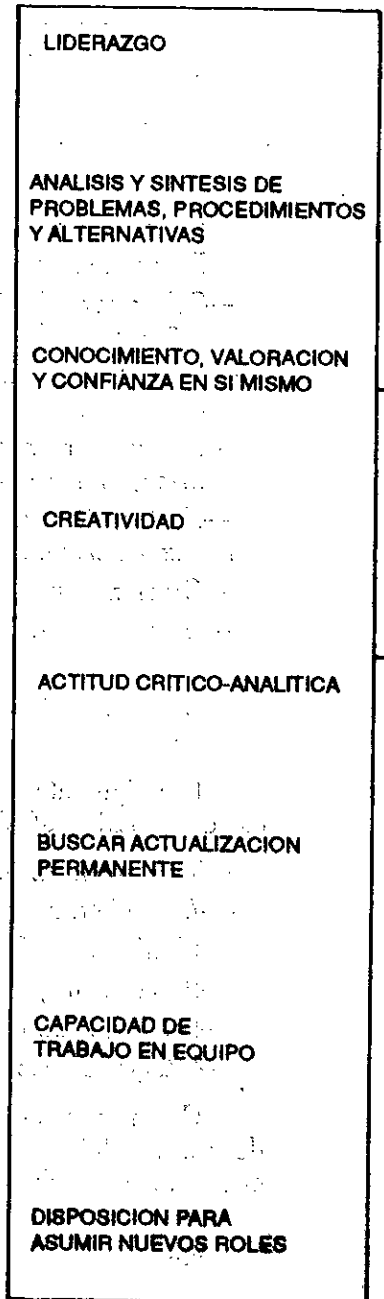 LIDERAZGO
ANALISIS Y SINTESIS DE
PROBLEMAS, PROCEDIMIENTOS
Y ALTERNATIVAS
CONOCIMIENTO, VALORACION
Y CONFIANZA EN SI MISMO
CREATIVIDAD
ACTITUD CRITICO-ANALITICA
BUSCAR ACTUALIZACION
PERMANENTE
CAPACIDAD DE
TRABAJO EN EQUIPO
DISPOSICION PARA
ASUMIR NUEVOS ROLES